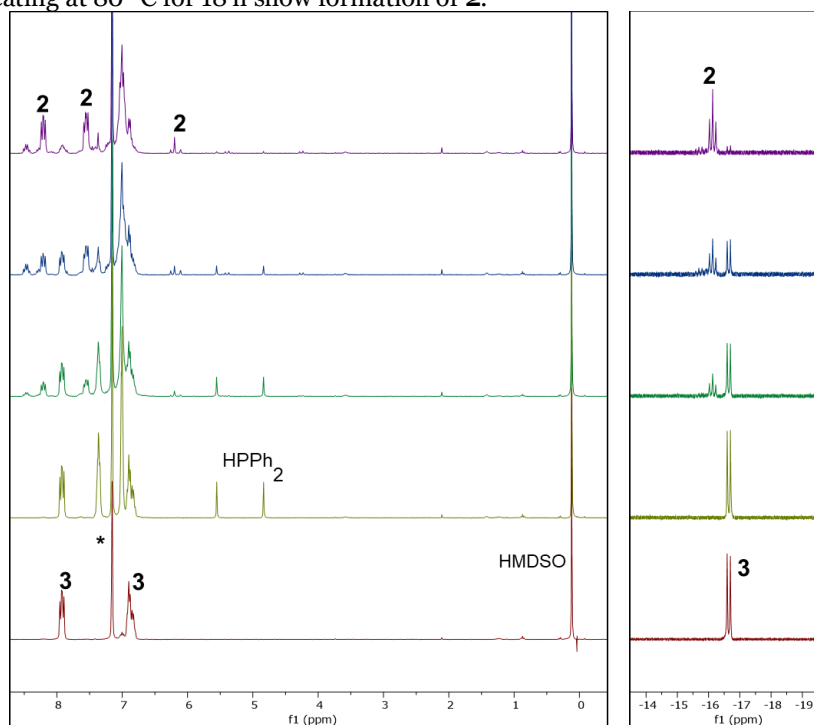 eating at 80 °C for 18 h show formation of 2.
2 2 2
2
HPPh2
*
3 3
HMDSO
3
8 7 6 5 4 3 2 1 0
f1 (ppm)
-14 -15 -16 -17 -18 -19
f1 (ppm)